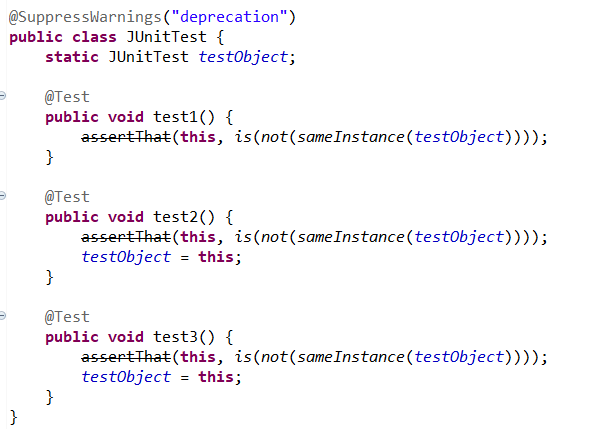 @SuppressWarnings("deprecation")
public class JUnitTest {
    static JUnitTest testObject;

    @Test
    public void test1() {
        assertThat(this, is(not(sameInstance(testObject))));
    }

    @Test
    public void test2() {
        assertThat(this, is(not(sameInstance(testObject))));
        testObject = this;
    }

    @Test
    public void test3() {
        assertThat(this, is(not(sameInstance(testObject))));
        testObject = this;
    }
}